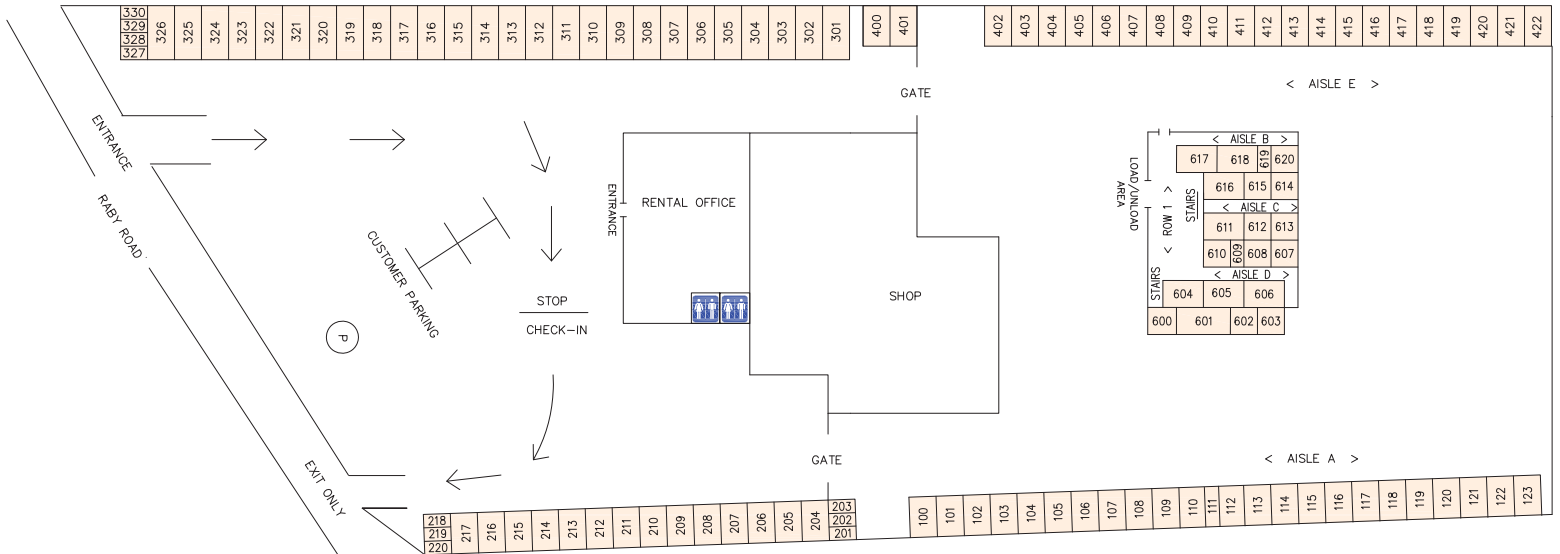 330
329
328
327
326 325 324 323 322 321 320 319 318 317 316 315 314 313 312 311 310 309 308 307 306 305 304 303 302 301
400 401
402 403 404 405 406 407 408 409 410 411 412 413 414 415 416 417 418 419 420 421 422
< AISLE E >
GATE
ENTRANCE
RABY ROAD
CUSTOMER PARKING
P
EXIT ONLY
STOP
CHECK-IN
ENTRANCE
RENTAL OFFICE
SHOP
LOAD/UNLOAD
AREA
< ROW 1 >
STAIRS
STAIRS
< AISLE B >
617 618 619 620
616 615 614
< AISLE C >
611 612 613
610 609 608 607
< AISLE D >
604 605 606
600 601 602 603
GATE
< AISLE A >
218
219
220
217 216 215 214 213 212 211 210 209 208 207 206 205 204
203
202
201
100 101 102 103 104 105 106 107 108 109 110 111 112 113 114 115 116 117 118 119 120 121 122 123